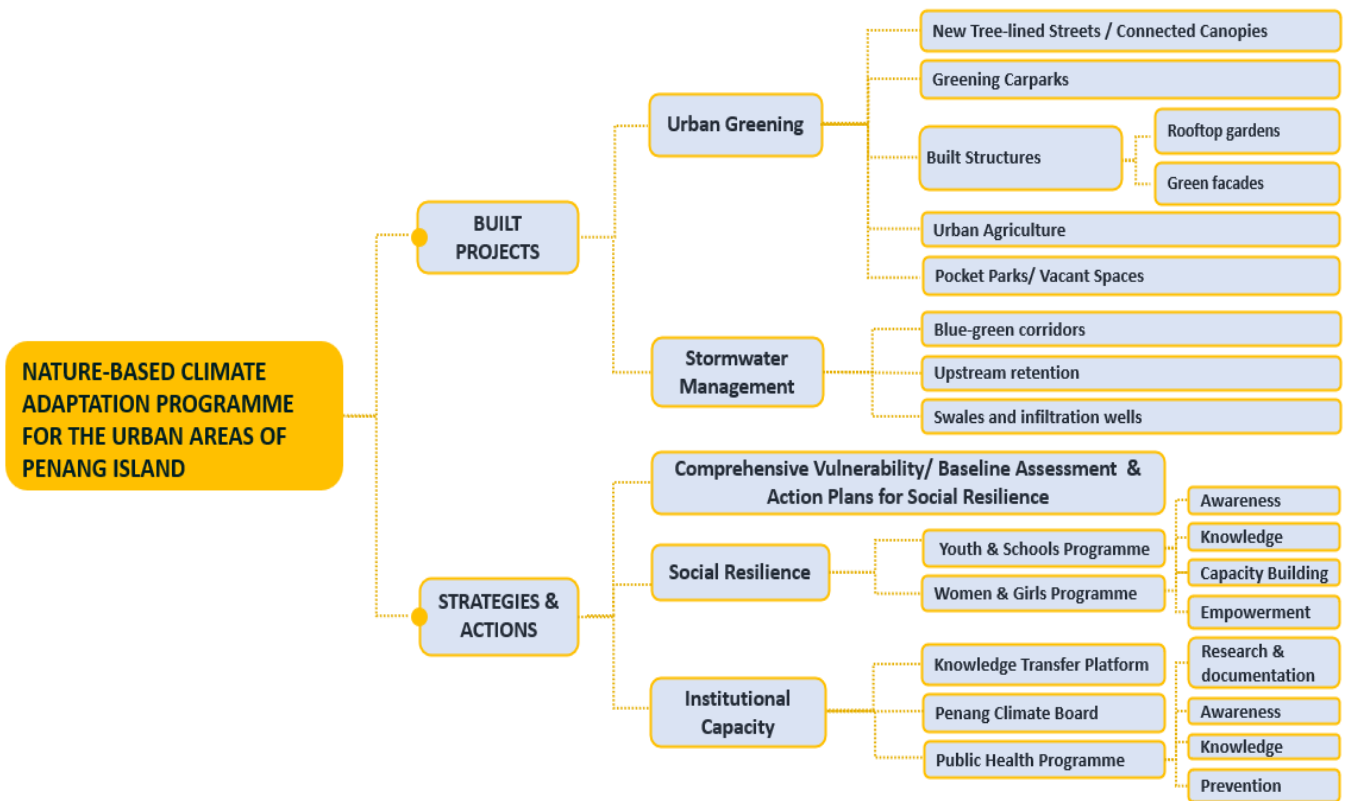 NATURE-BASED CLIMATE
ADAPTATION PROGRAMME
FOR THE URBAN AREAS OF
PENANG ISLAND
BUILT
PROJECTS
Urban Greening
New Tree-lined Streets / Connected Canopies
Greening Carparks
Built Structures
Rooftop gardens
Green facades
Urban Agriculture
Pocket Parks/ Vacant Spaces
Stormwater
Management
Blue-green corridors
Upstream retention
Swales and infiltration wells
STRATEGIES &
ACTIONS
Comprehensive Vulnerability/ Baseline Assessment &
Action Plans for Social Resilience
Social Resilience
Youth & Schools Programme
Women & Girls Programme
Awareness
Knowledge
Capacity Building
Empowerment
Institutional
Capacity
Knowledge Transfer Platform
Penang Climate Board
Public Health Programme
Research &
documentation
Awareness
Knowledge
Prevention